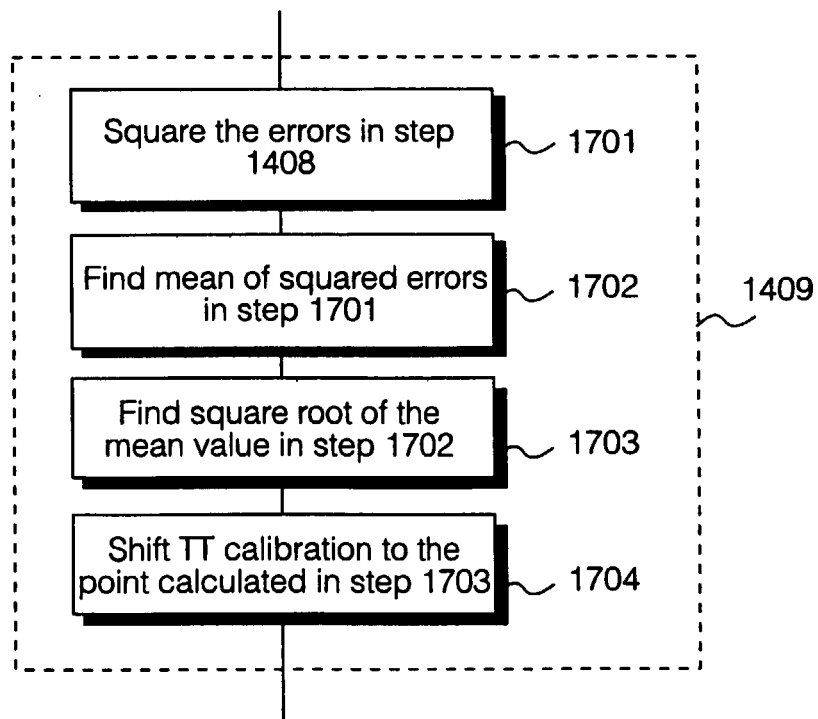 Square the errors in step
1408
1701
Find mean of squared errors
in step 1701
1702
1409
Find square root of the
mean value in step 1702
1703
Shift TT calibration to the
point calculated in step 1703
1704